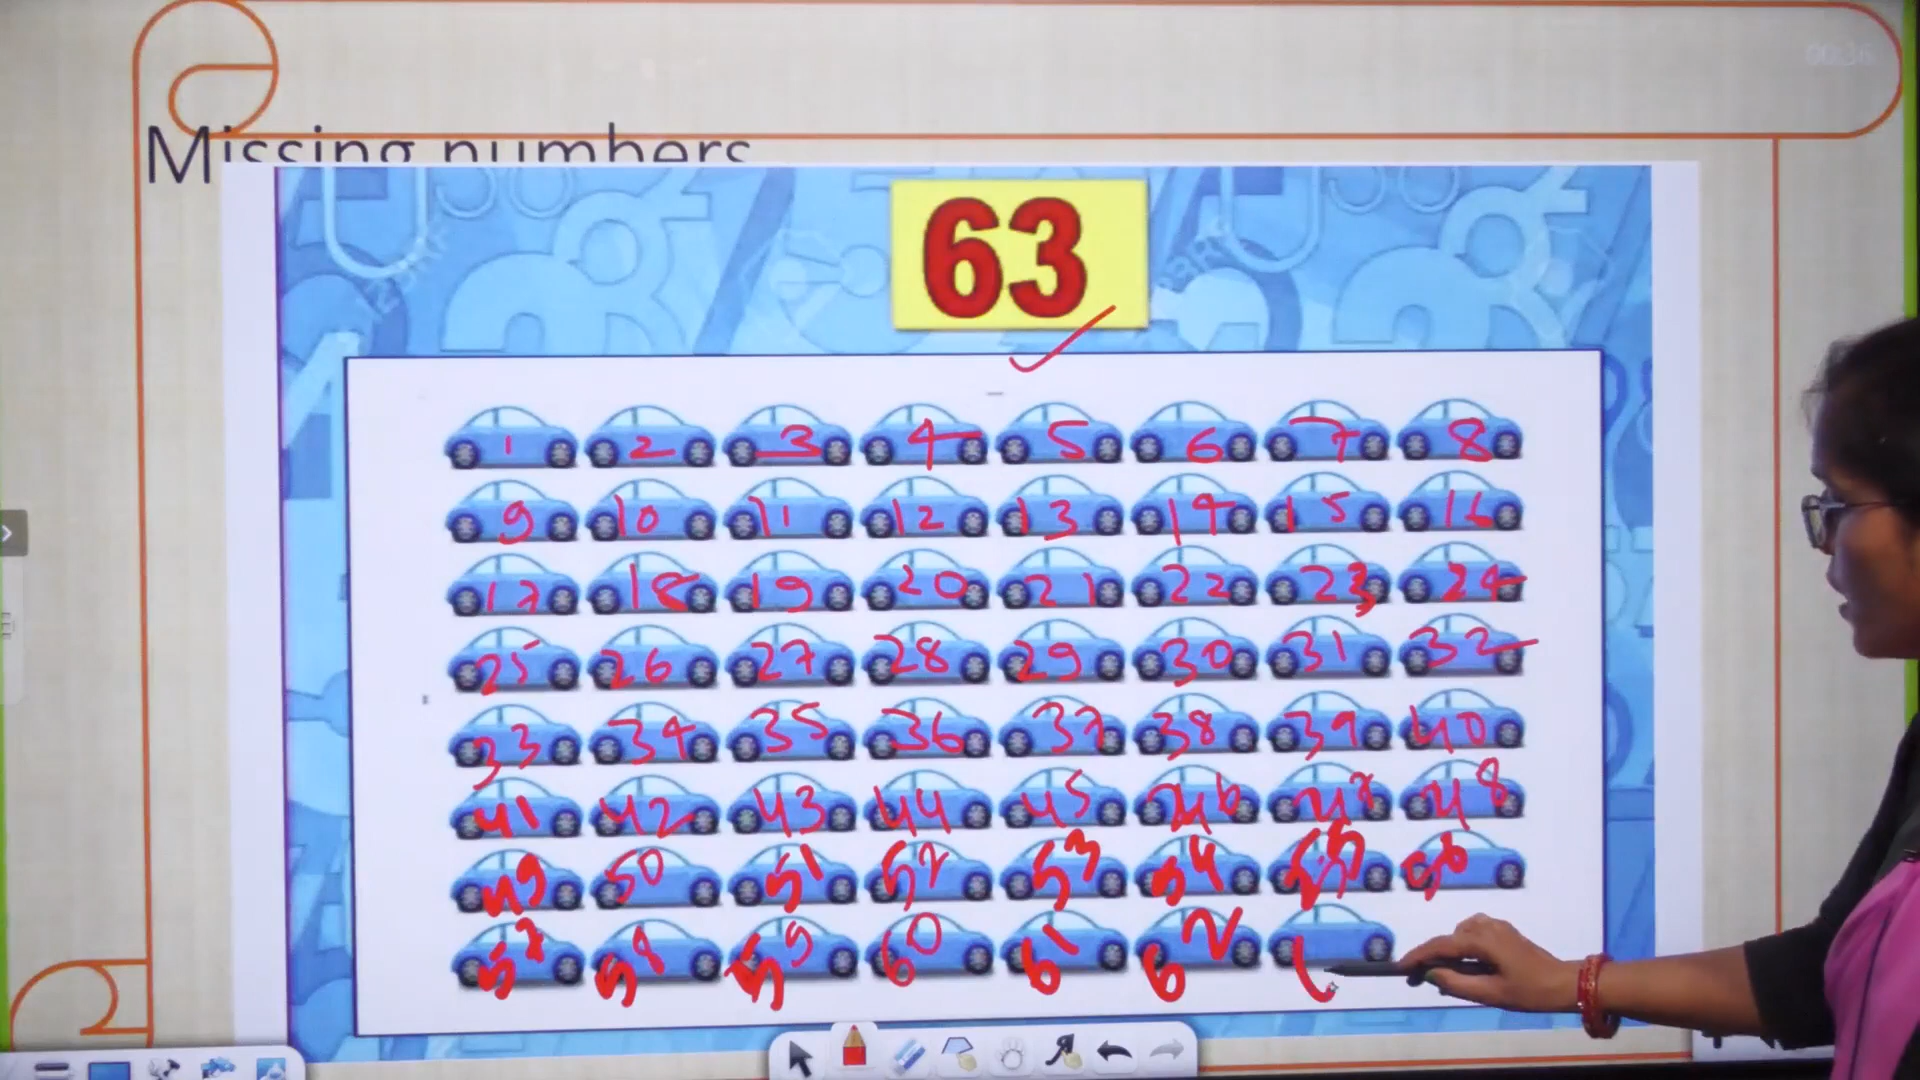 Missing numbers
63
1 2 3 4 5 6 7 8
9 10 11 12 13 14 15 16
17 18 19 20 21 22 23 24
25 26 27 28 29 30 31 32
33 34 35 36 37 38 39 40
41 42 43 44 45 46 47 48
49 50 51 52 53 54 55 56
57 58 59 60 61 62